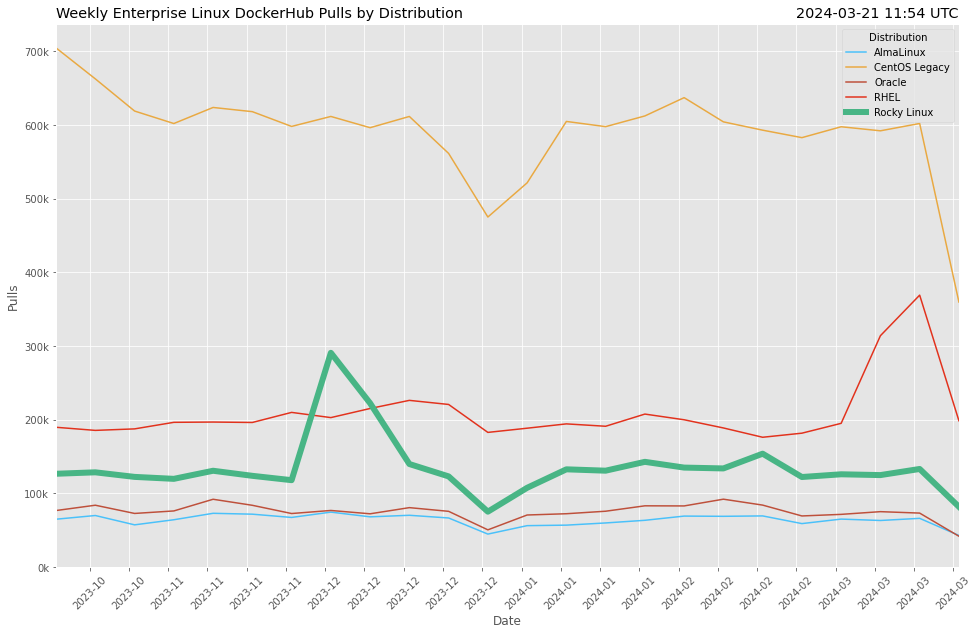 Weekly Enterprise Linux DockerHub Pulls by Distribution
2024-03-21 11:54 UTC
Distribution
AlmaLinux
CentOS Legacy
Oracle
RHEL
Rocky Linux
700k
600k
500k
400k
300k
200k
100k
0k
Pulls
2023-10
2023-10
2023-11
2023-11
2023-11
2023-11
2023-12
2023-12
2023-12
2023-12
2023-12
2024-01
2024-01
2024-01
2024-01
2024-02
2024-02
2024-02
2024-02
2024-03
2024-03
2024-03
2024-03
Date